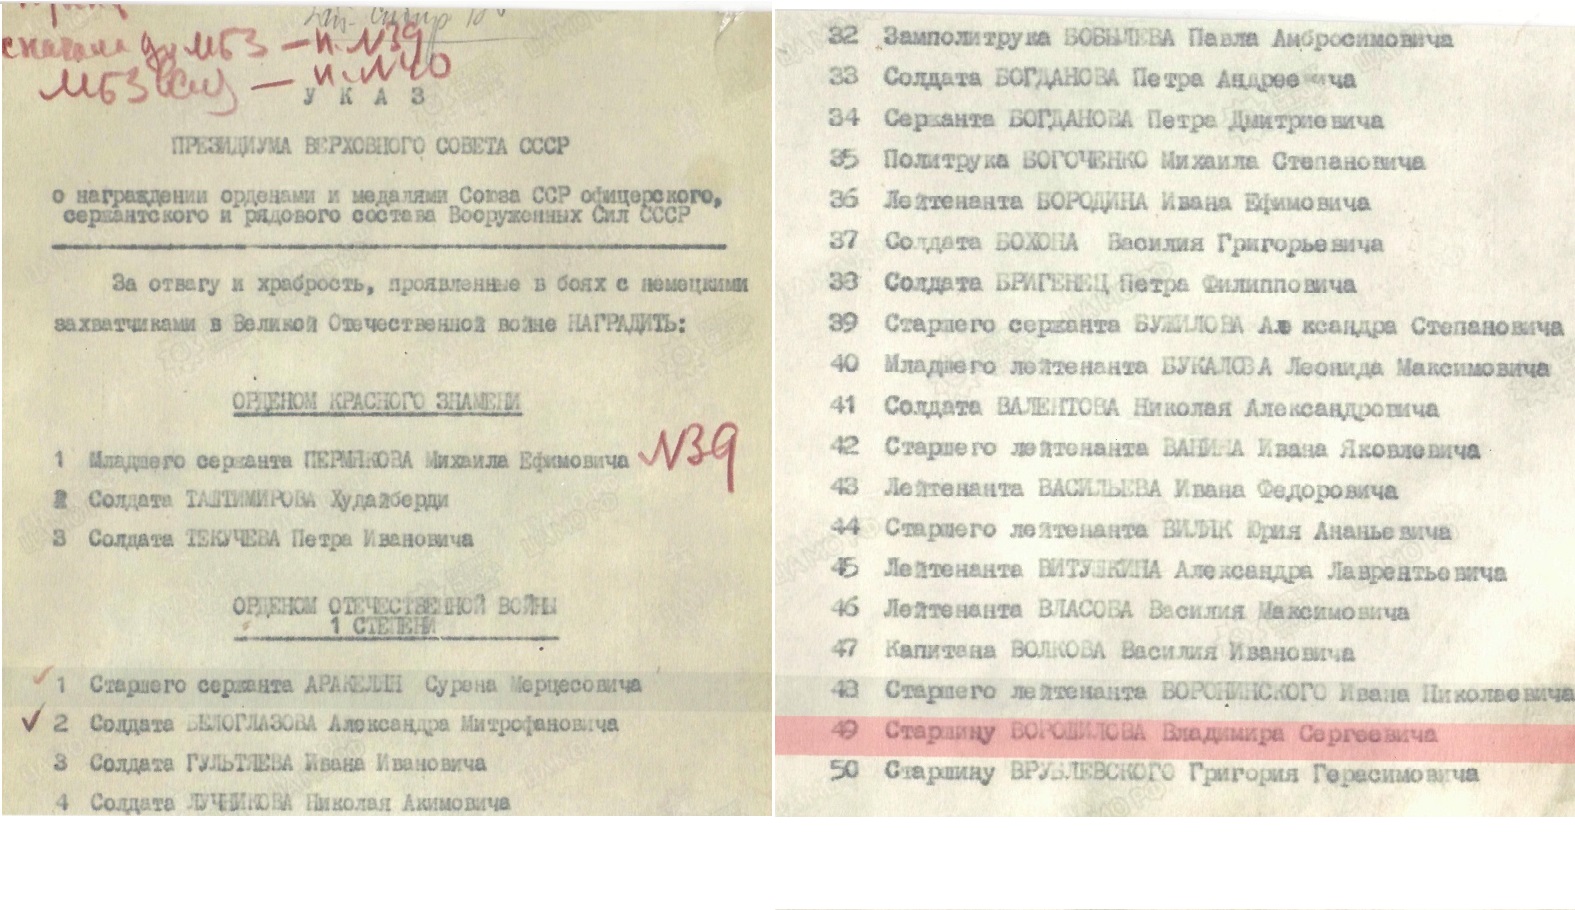 сначала д МБЗ — п. N39
МБЗ — п. N40
УКАЗ
ПРЕЗИДИУМА ВЕРХОВНОГО СОВЕТА СССР
о награждении орденами и медалями Союза ССР офицерского,
сержантского и рядового состава Вооруженных Сил СССР
За отвагу и храбрость, проявленные в боях с немецкими
захватчиками в Великой Отечественной войне НАГРАДИТЬ:
ОРДЕНОМ КРАСНОГО ЗНАМЕНИ
1 Младшего сержанта ПЕРМЯКОВА Михаила Ефимовича N39
2 Солдата ТАШТИМИРОВА Худайберди
3 Солдата ТЕКУЧЕВА Петра Ивановича
ОРДЕНОМ ОТЕЧЕСТВЕННОЙ ВОЙНЫ
1 СТЕПЕНИ
1 Старшего сержанта АРАКЕЛЯН Сурена Мерцесовича
2 Солдата БЕЛОГЛАЗОВА Александра Митрофановича
3 Солдата ГУЛЬТЯЕВА Ивана Ивановича
4 Солдата ЛУЧНИКОВА Николая Акимовича
32 Замполитрука БОБЫЛЕВА Павла Амбросимовича
33 Солдата БОГДАНОВА Петра Андреевича
34 Сержанта БОГДАНОВА Петра Дмитриевича
35 Политрука БОГОЧЕНКО Михаила Степановича
36 Лейтенанта БОРОДИНА Ивана Ефимовича
37 Солдата БОХОНА Василия Григорьевича
38 Солдата БРИГЕНЕЦ Петра Филипповича
39 Старшего сержанта БУЖИЛОВА Александра Степановича
40 Младшего лейтенанта БУКАЛОВА Леонида Максимовича
41 Солдата ВАЛЕНТОВА Николая Александровича
42 Старшего лейтенанта ВАНИНА Ивана Яковлевича
43 Лейтенанта ВАСИЛЬЕВА Ивана Федоровича
44 Старшего лейтенанта ВИЛИК Юрия Ананьевича
45 Лейтенанта ВИТУШКИНА Александра Лаврентьевича
46 Лейтенанта ВЛАСОВА Василия Максимовича
47 Капитана ВОЛКОВА Василия Ивановича
48 Старшего лейтенанта ВОРОНИНСКОГО Ивана Николаевича
49 Старшину ВОРОШИЛОВА Владимира Сергеевича
50 Старшину ВРУБЛЕВСКОГО Григория Герасимовича